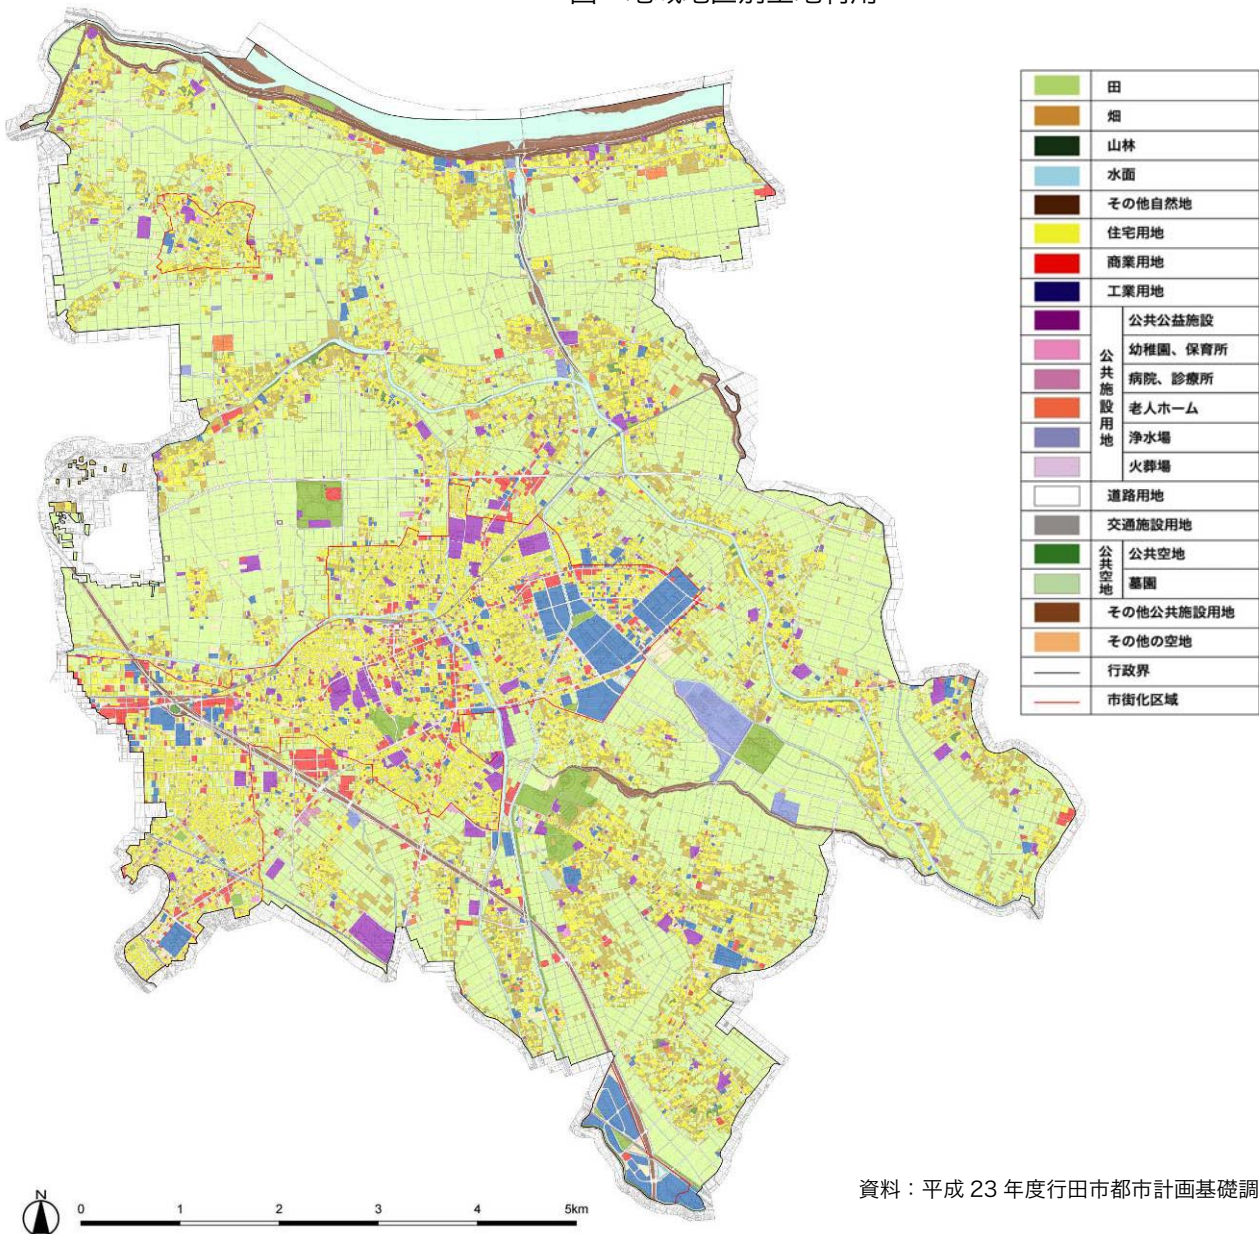 田
畑
山林
水面
その他自然地
住宅用地
商業用地
工業用地
公共施設用地
公共公益施設
幼稚園、保育所
病院、診療所
老人ホーム
浄水場
火葬場
道路用地
交通施設用地
公共空地
公共空地
墓園
その他公共施設用地
その他の空地
行政界
市街化区域
資料：平成 23 年度行田市都市計画基礎調
N
0 1 2 3 4 5km